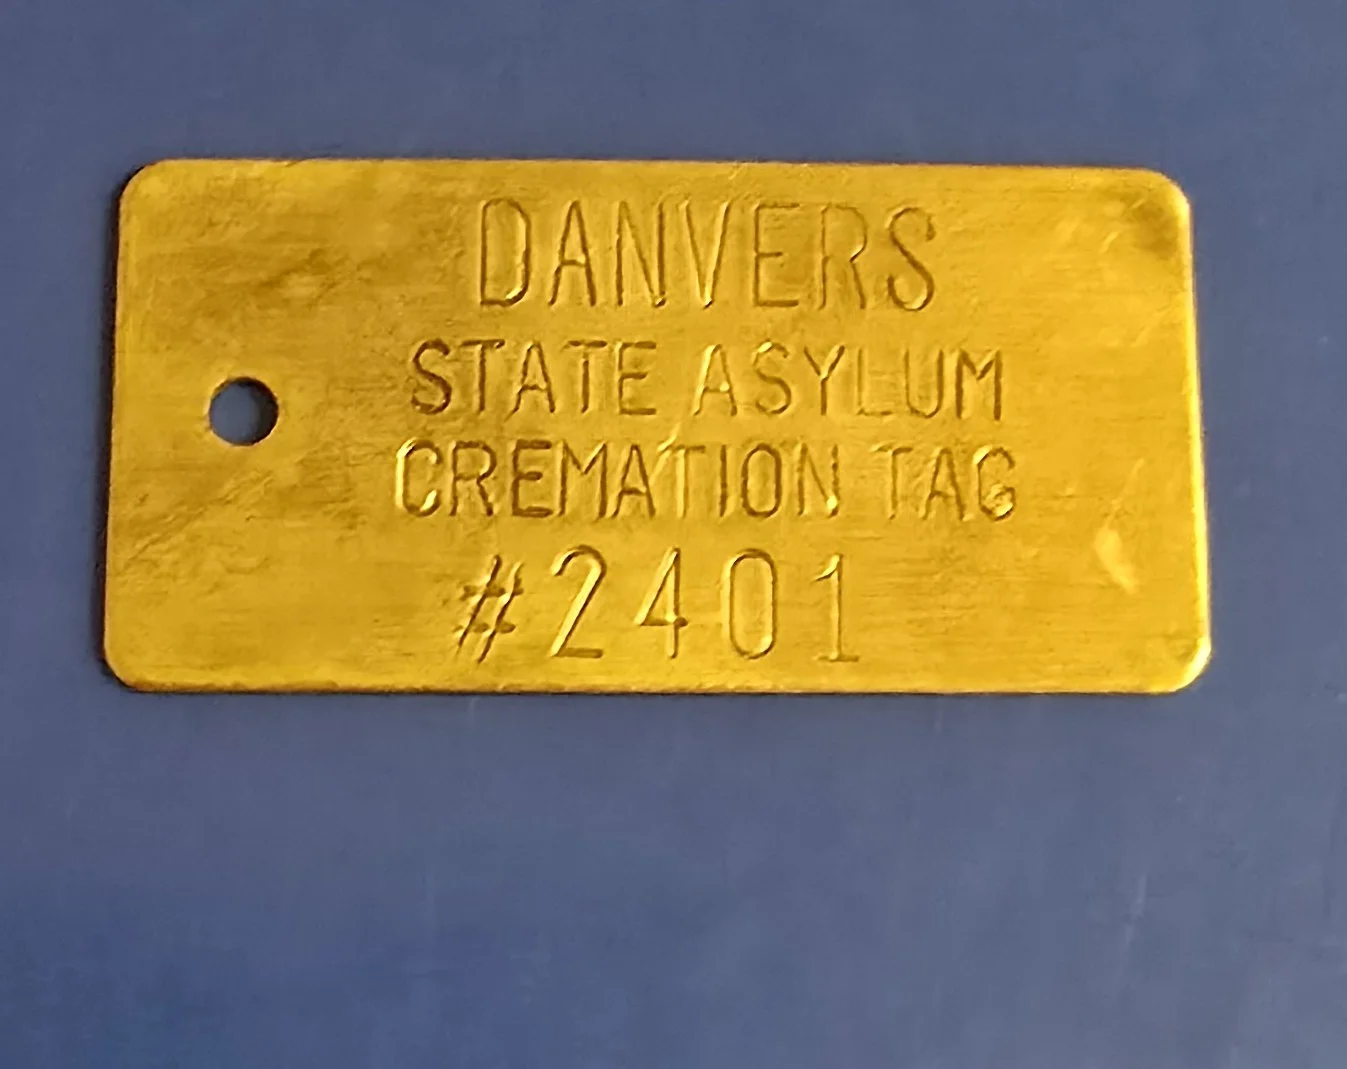 DANVERS
STATE ASYLUM
CREMATION TAG
#2401